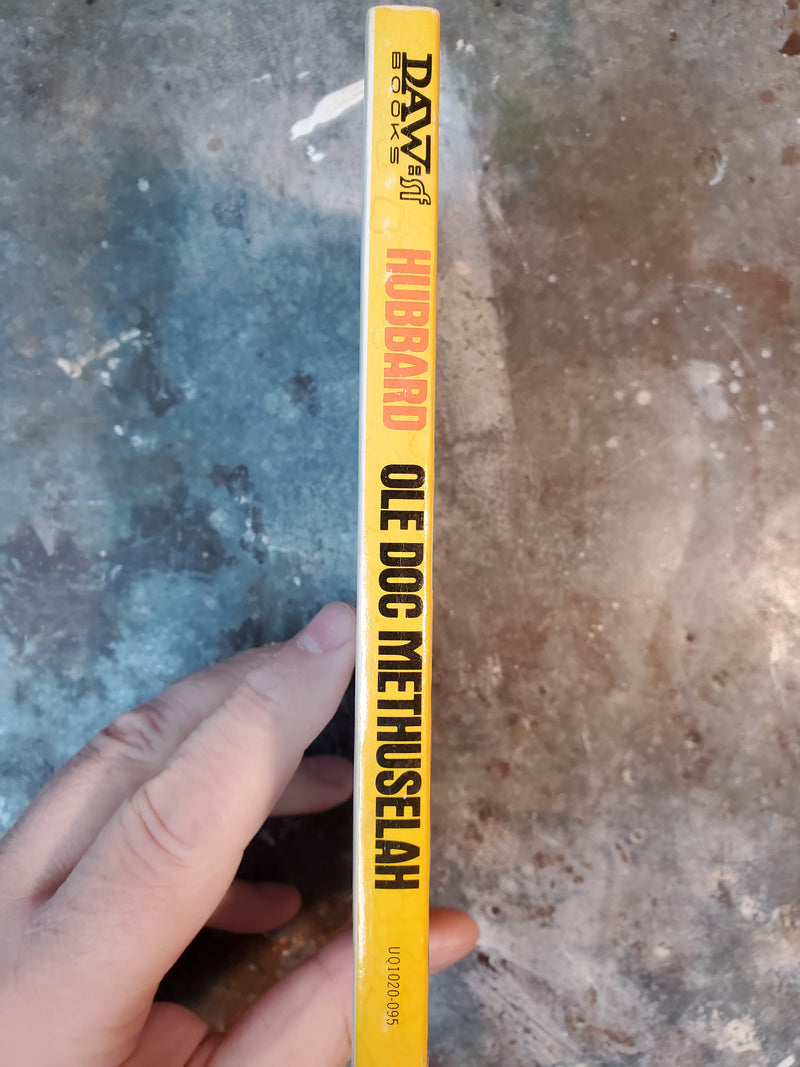 DAW sf
BOOKS
HUBBARD
OLE DOC METHUSELAH
UQ1020-095